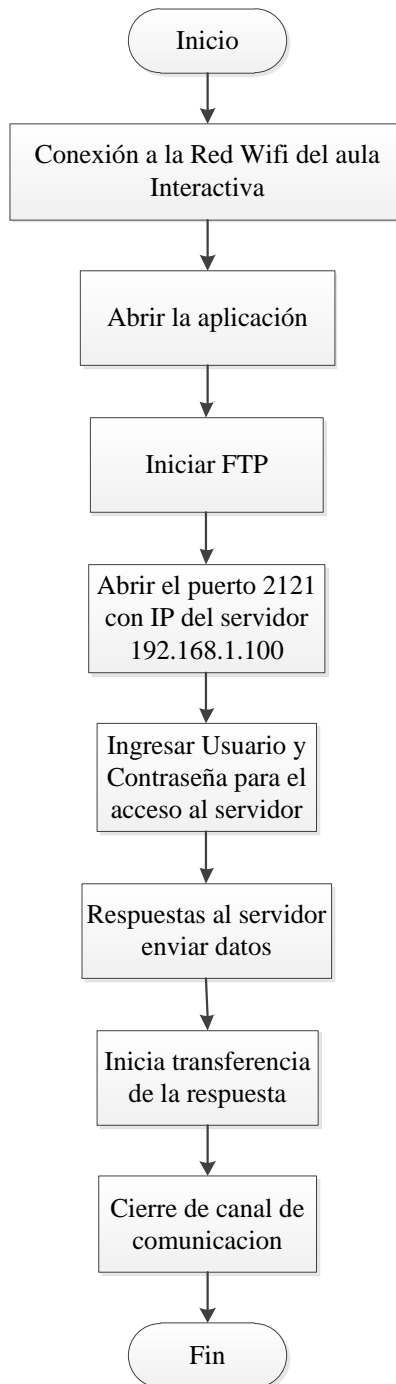 Inicio
Conexión a la Red Wifi del aula
Interactiva
Abrir la aplicación
Iniciar FTP
Abrir el puerto 2121
con IP del servidor
192.168.1.100
Ingresar Usuario y
Contraseña para el
acceso al servidor
Respuestas al servidor
enviar datos
Inicia transferencia
de la respuesta
Cierre de canal de
comunicacion
Fin